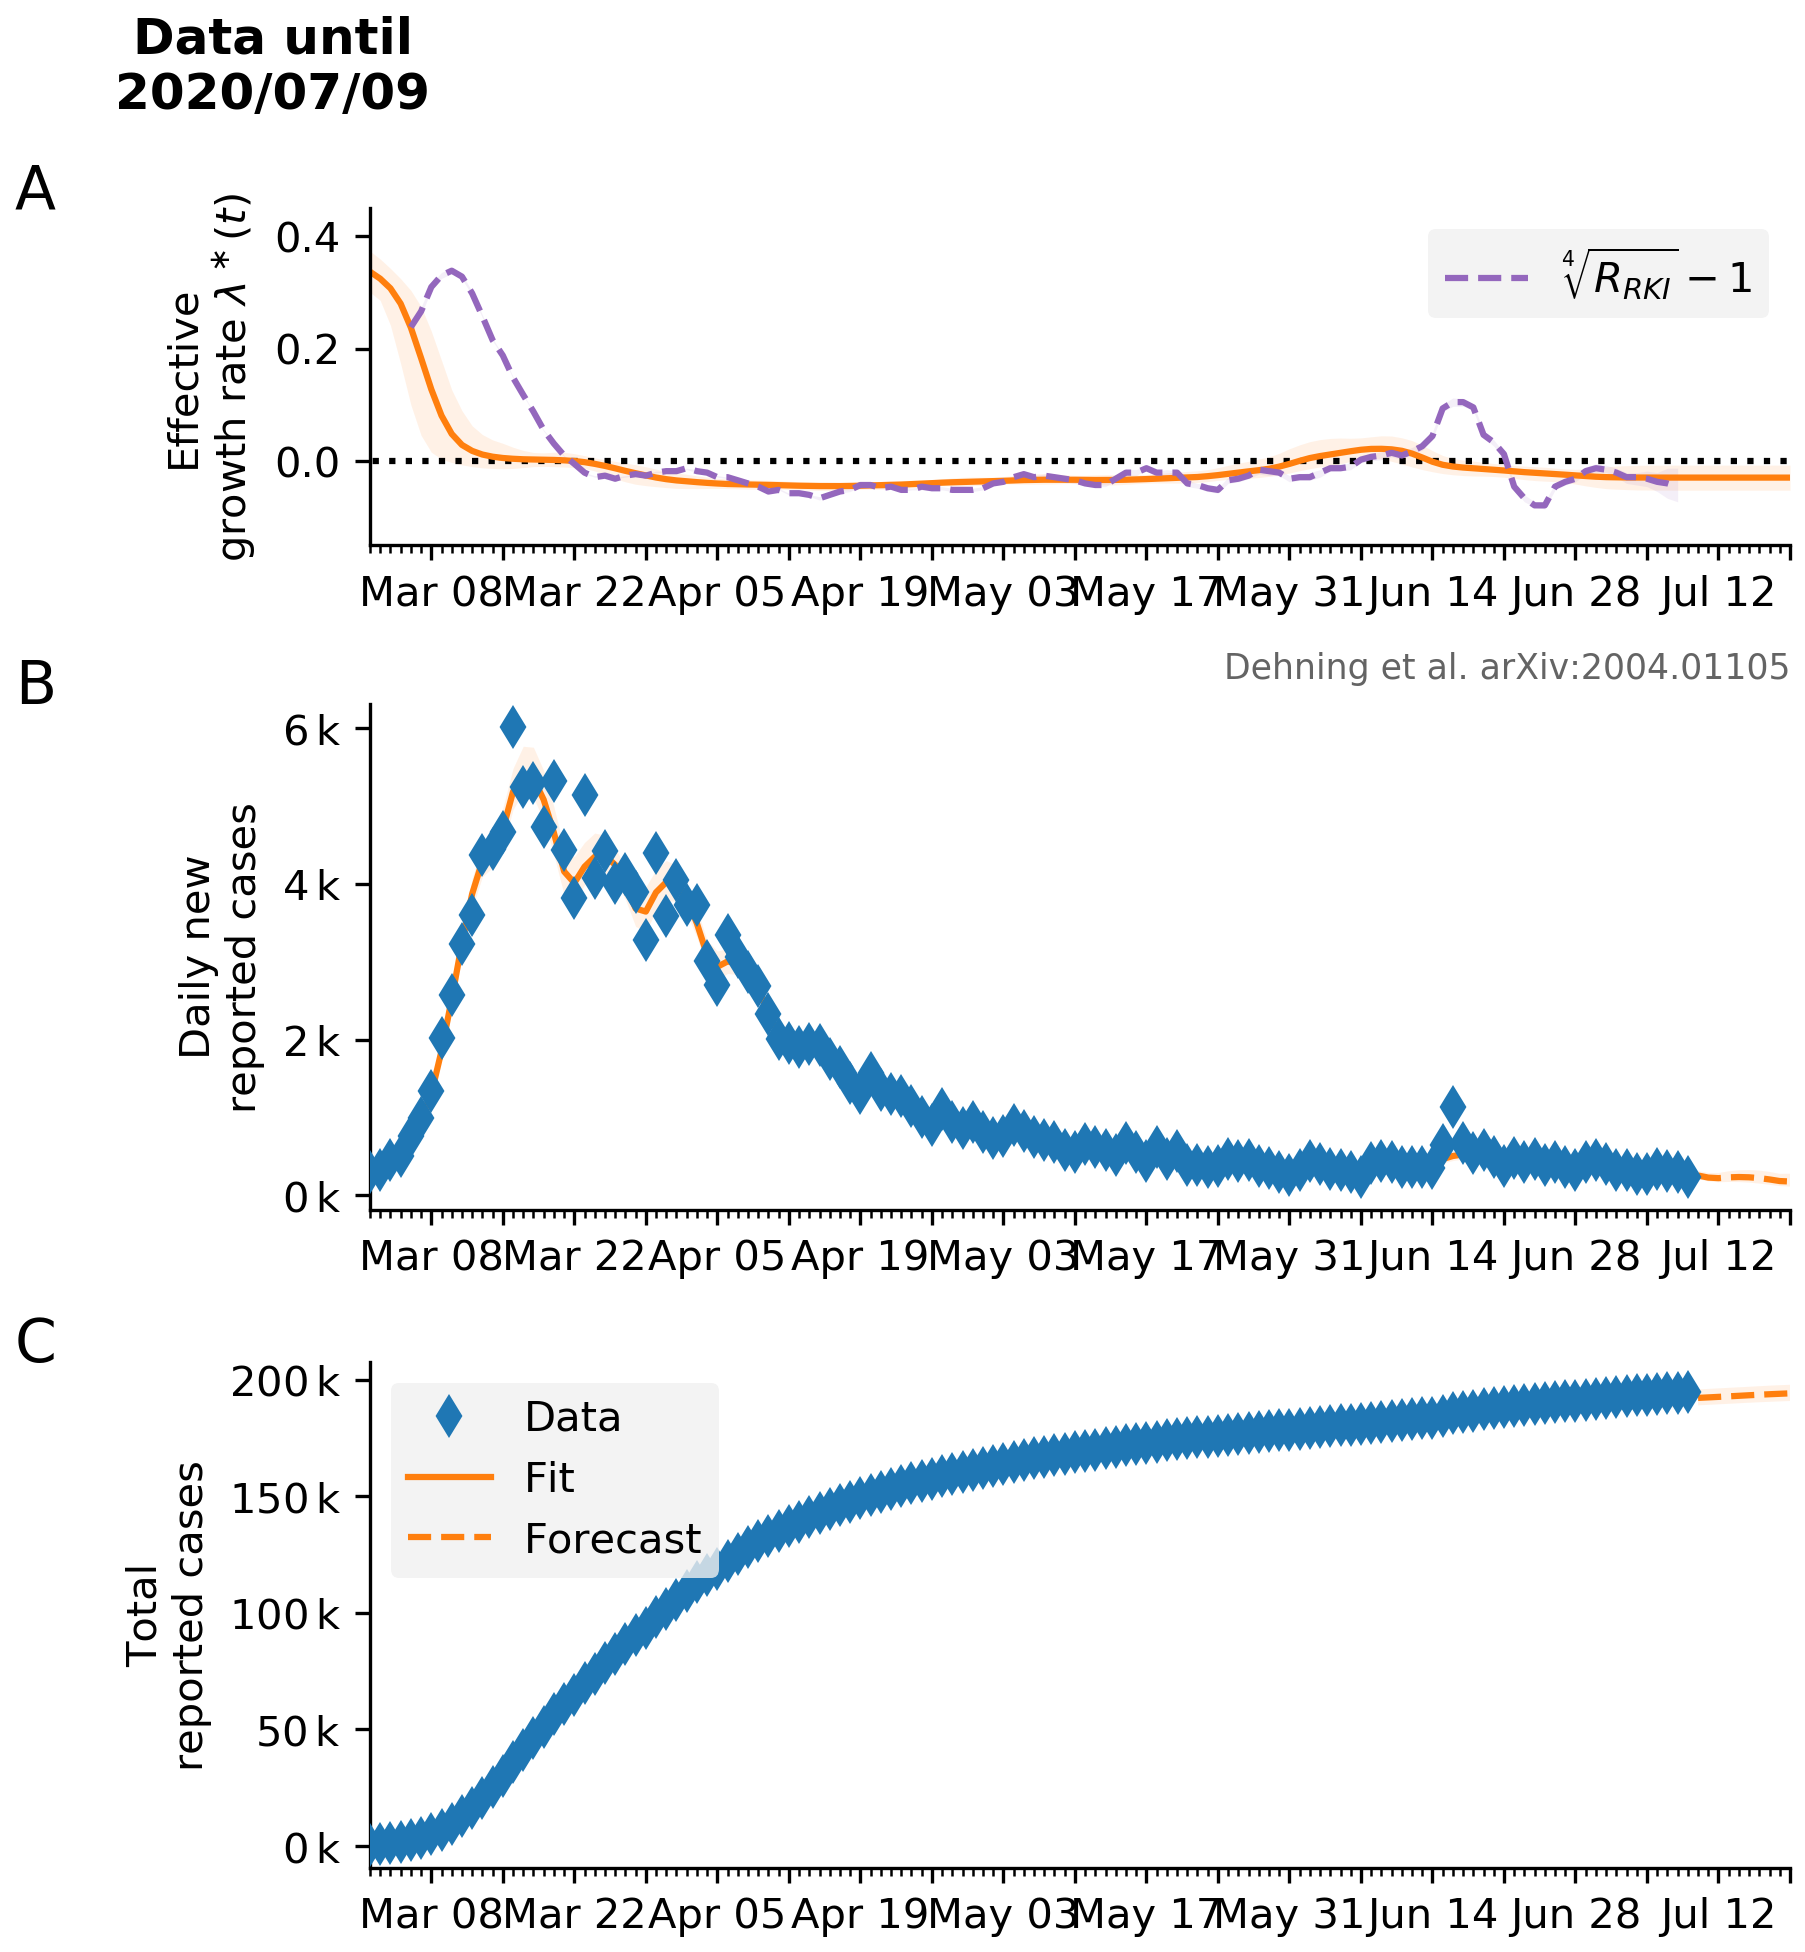 Data until
2020/07/09
A
Effective
growth rate λ * (t)
0.4
0.2
0.0
∜R_RKI − 1
Mar 08 Mar 22 Apr 05 Apr 19 May 03 May 17 May 31 Jun 14 Jun 28 Jul 12
B
Dehning et al. arXiv:2004.01105
Daily new
reported cases
6 k
4 k
2 k
0 k
Mar 08 Mar 22 Apr 05 Apr 19 May 03 May 17 May 31 Jun 14 Jun 28 Jul 12
C
Total
reported cases
200 k
150 k
100 k
50 k
0 k
Data
Fit
Forecast
Mar 08 Mar 22 Apr 05 Apr 19 May 03 May 17 May 31 Jun 14 Jun 28 Jul 12